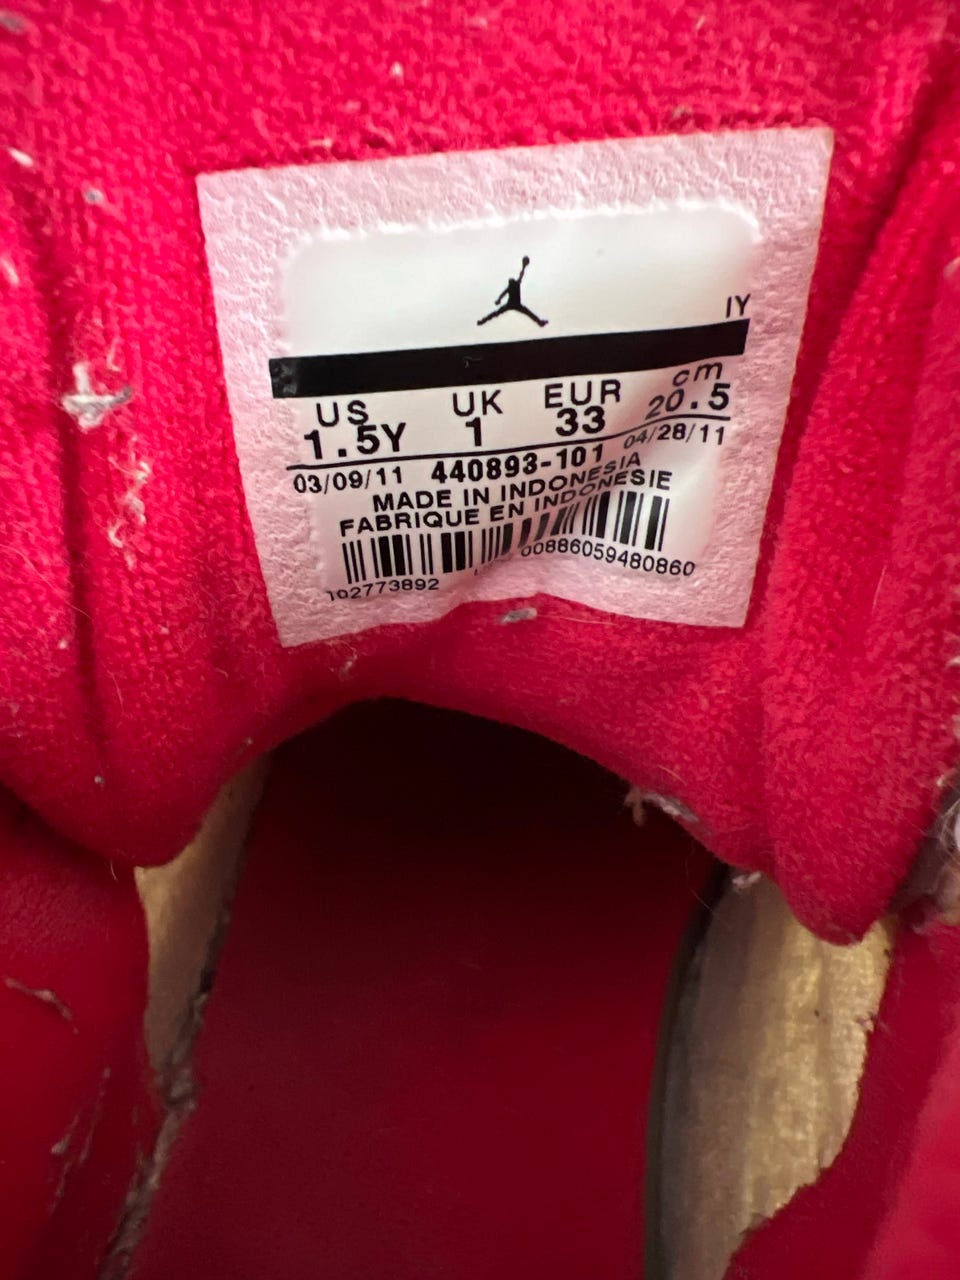 IY
US UK EUR cm
1.5Y 1 33 20.5
03/09/11 440893-101 04/28/11
MADE IN INDONESIA
FABRIQUE EN INDONESIE
102773892 00886059480860